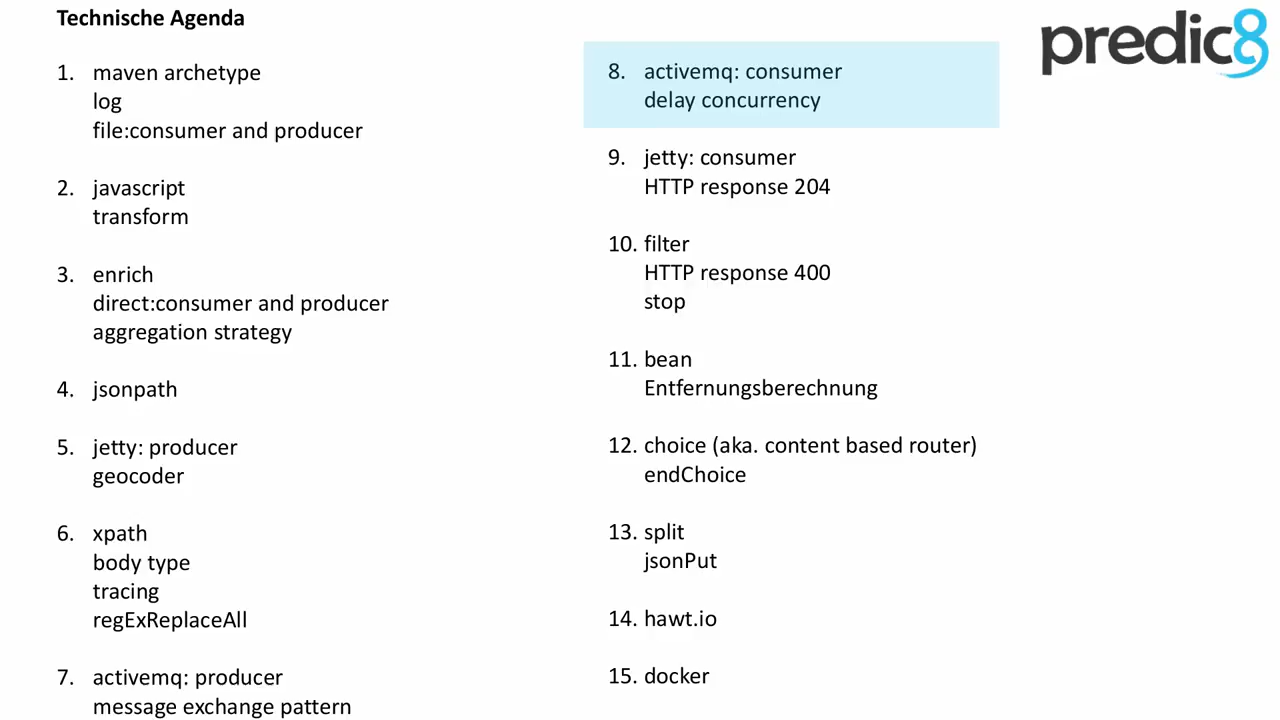 Technische Agenda
1. maven archetype
log
file:consumer and producer
2. javascript
transform
3. enrich
direct:consumer and producer
aggregation strategy
4. jsonpath
5. jetty: producer
geocoder
6. xpath
body type
tracing
regExReplaceAll
7. activemq: producer
message exchange pattern
8. activemq: consumer
delay concurrency
9. jetty: consumer
HTTP response 204
10. filter
HTTP response 400
stop
11. bean
Entfernungsberechnung
12. choice (aka. content based router)
endChoice
13. split
jsonPut
14. hawt.io
15. docker
predic8